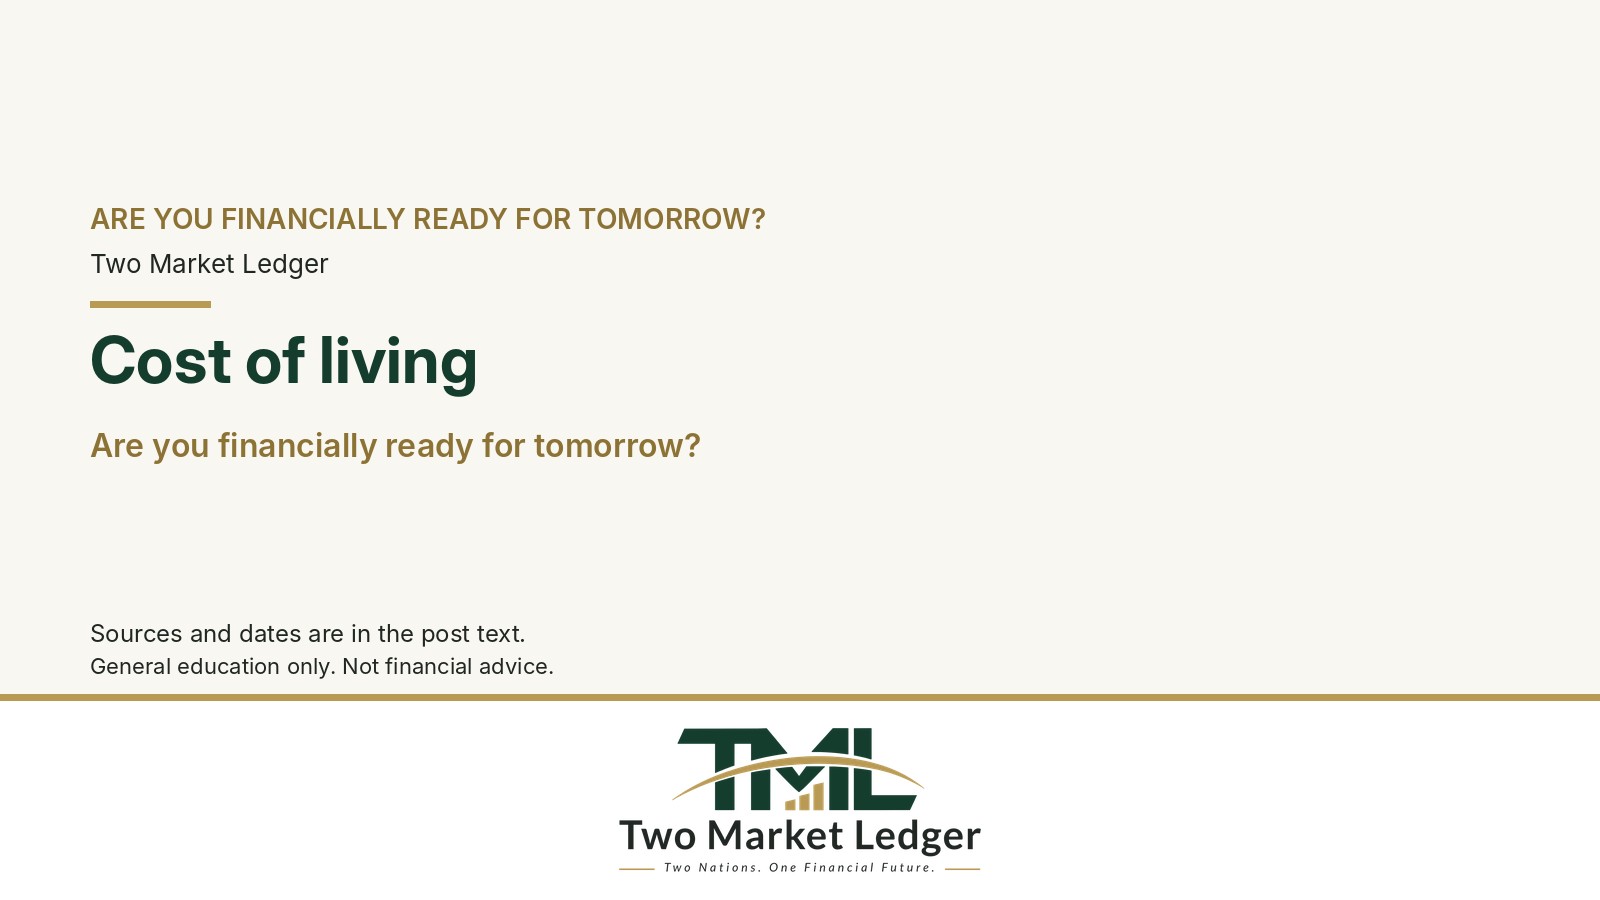 ARE YOU FINANCIALLY READY FOR TOMORROW?
Two Market Ledger
Cost of living
Are you financially ready for tomorrow?
Sources and dates are in the post text.
General education only. Not financial advice.
TML
Two Market Ledger
Two Nations. One Financial Future.